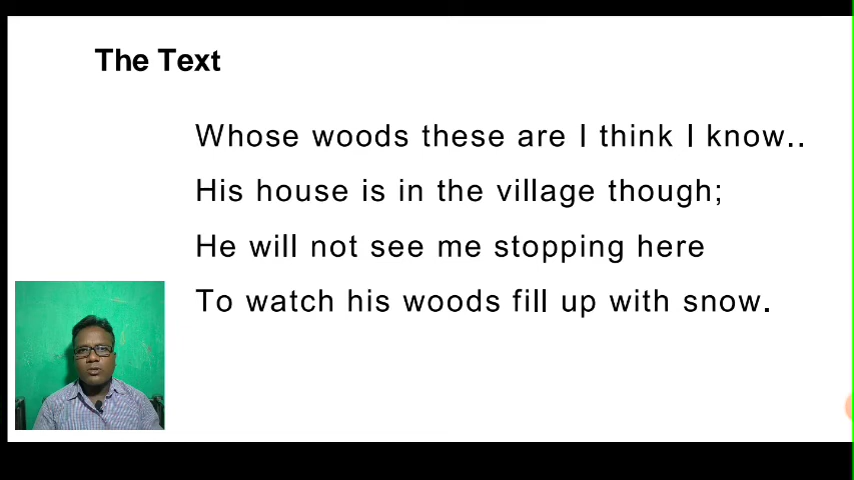 The Text
Whose woods these are I think I know..
His house is in the village though;
He will not see me stopping here
To watch his woods fill up with snow.